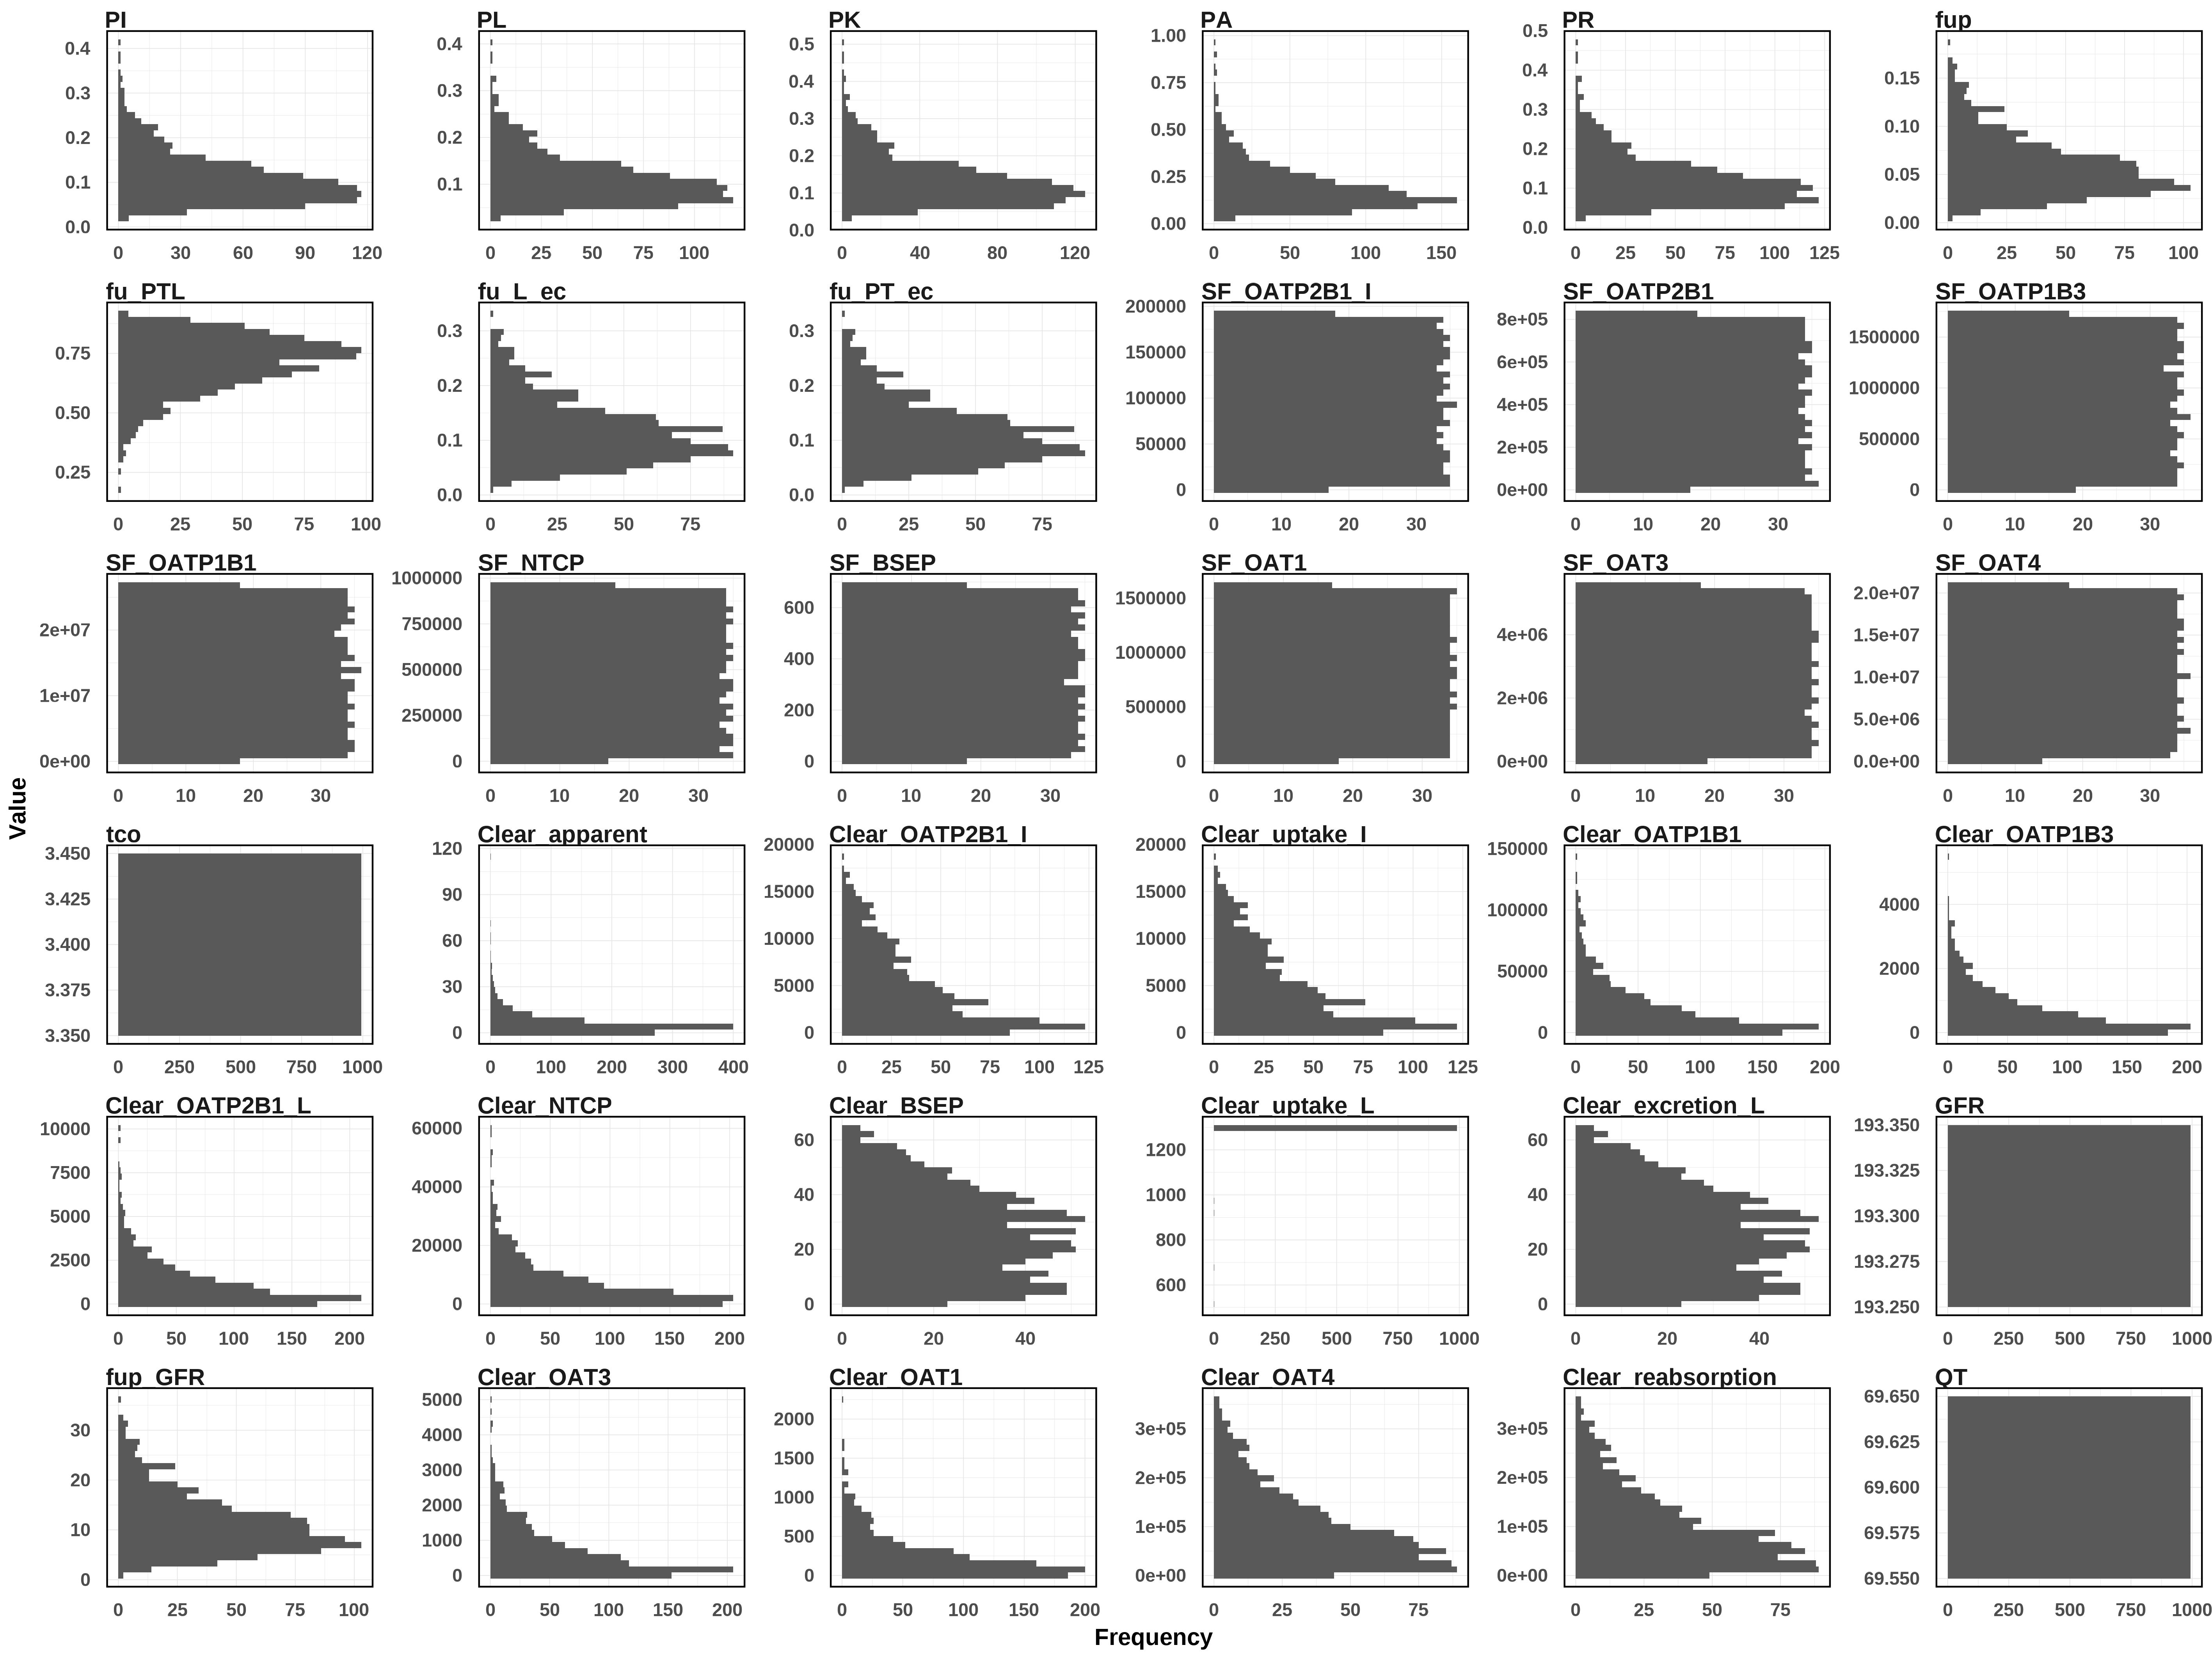 PI PL PK PA PR fup
0.4 0.3 0.2 0.1 0.0
0.4 0.3 0.2 0.1
0.5 0.4 0.3 0.2 0.1 0.0
1.00 0.75 0.50 0.25 0.00
0.5 0.4 0.3 0.2 0.1 0.0
0.15 0.10 0.05 0.00
0 30 60 90 120
0 25 50 75 100
0 40 80 120
0 50 100 150
0 25 50 75 100 125
0 25 50 75 100
fu_PTL fu_L_ec fu_PT_ec SF_OATP2B1_I SF_OATP2B1 SF_OATP1B3
0.75 0.50 0.25
0.3 0.2 0.1 0.0
0.3 0.2 0.1 0.0
200000 150000 100000 50000 0
8e+05 6e+05 4e+05 2e+05 0e+00
1500000 1000000 500000 0
0 25 50 75 100
0 25 50 75
0 25 50 75
0 10 20 30
0 10 20 30
0 10 20 30
SF_OATP1B1 SF_NTCP SF_BSEP SF_OAT1 SF_OAT3 SF_OAT4
2e+07 1e+07 0e+00
1000000 750000 500000 250000 0
600 400 200 0
1500000 1000000 500000 0
4e+06 2e+06 0e+00
2.0e+07 1.5e+07 1.0e+07 5.0e+06 0.0e+00
0 10 20 30
0 10 20 30
0 10 20 30
0 10 20 30
0 10 20 30
0 10 20 30
Value
tco Clear_apparent Clear_OATP2B1_I Clear_uptake_I Clear_OATP1B1 Clear_OATP1B3
3.450 3.425 3.400 3.375 3.350
120 90 60 30 0
20000 15000 10000 5000 0
20000 15000 10000 5000 0
150000 100000 50000 0
4000 2000 0
0 250 500 750 1000
0 100 200 300 400
0 25 50 75 100 125
0 25 50 75 100 125
0 50 100 150 200
0 50 100 150 200
Clear_OATP2B1_L Clear_NTCP Clear_BSEP Clear_uptake_L Clear_excretion_L GFR
10000 7500 5000 2500 0
60000 40000 20000 0
60 40 20 0
1200 1000 800 600
60 40 20 0
193.350 193.325 193.300 193.275 193.250
0 50 100 150 200
0 50 100 150 200
0 20 40
0 250 500 750 1000
0 20 40
0 250 500 750 1000
fup_GFR Clear_OAT3 Clear_OAT1 Clear_OAT4 Clear_reabsorption QT
30 20 10 0
5000 4000 3000 2000 1000 0
2000 1500 1000 500 0
3e+05 2e+05 1e+05 0e+00
3e+05 2e+05 1e+05 0e+00
69.650 69.625 69.600 69.575 69.550
0 25 50 75 100
0 50 100 150 200
0 50 100 150 200
0 25 50 75
0 25 50 75
0 250 500 750 1000
Frequency